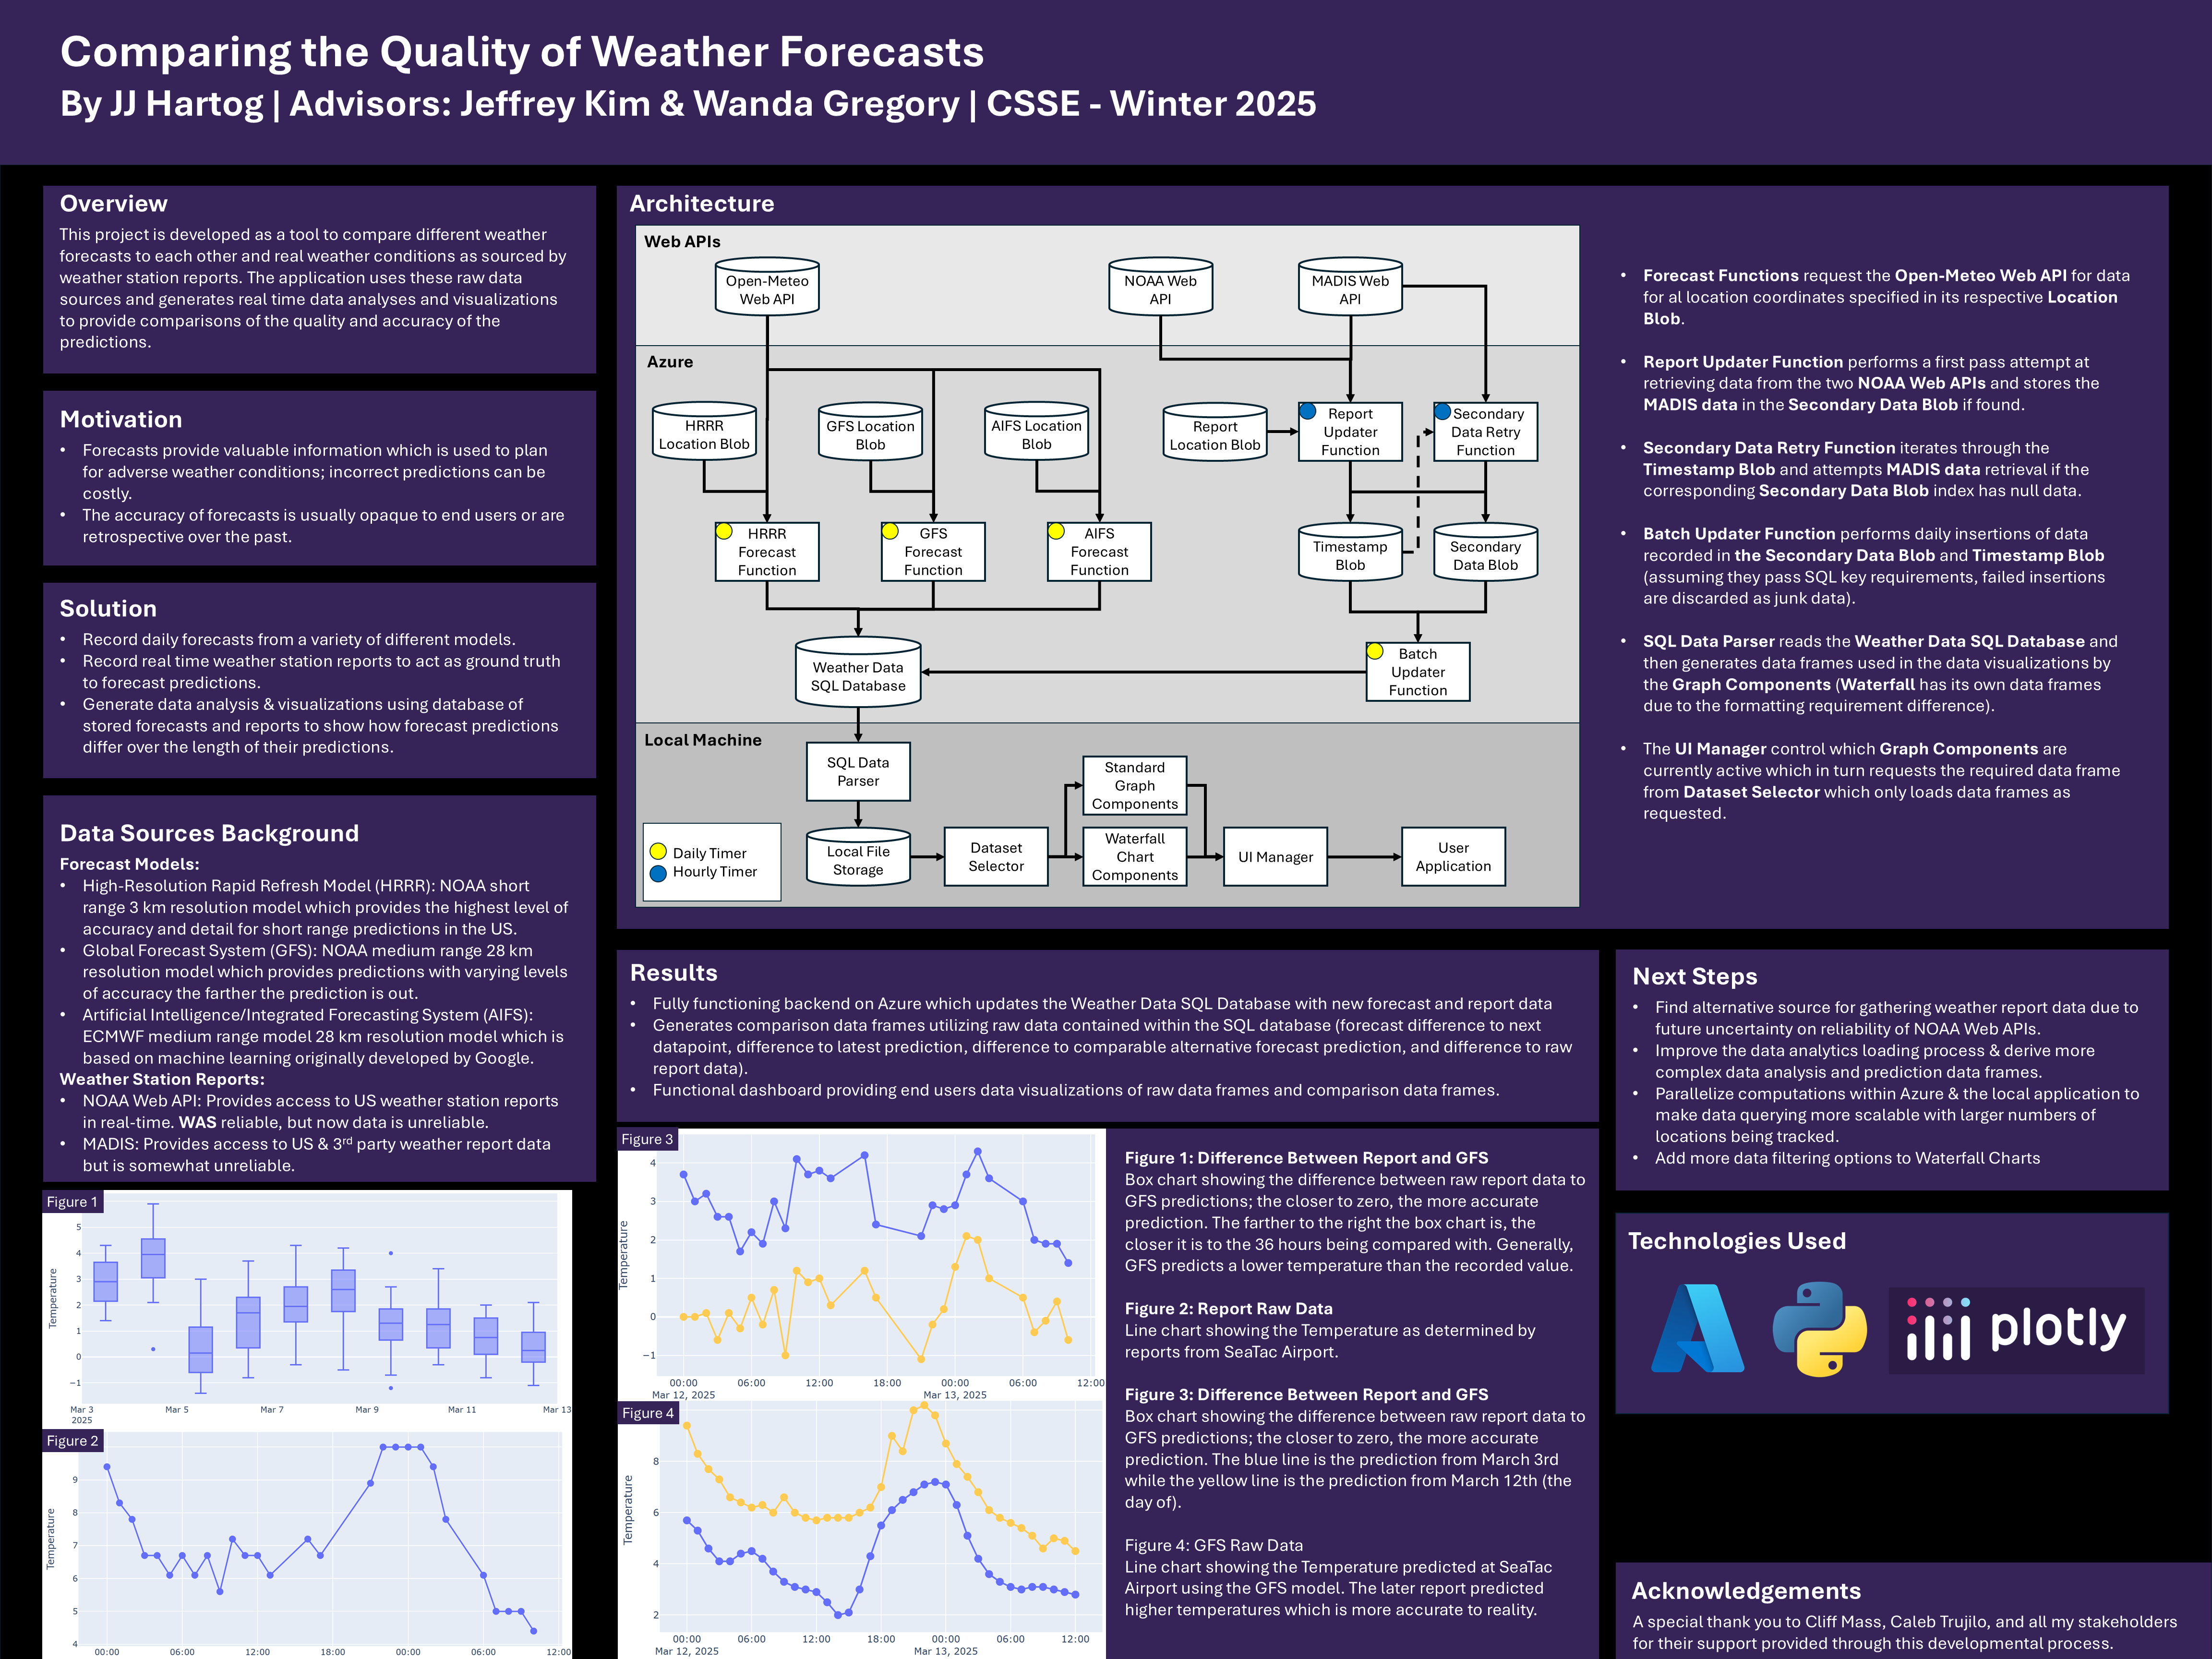 Comparing the Quality of Weather Forecasts
By JJ Hartog | Advisors: Jeffrey Kim & Wanda Gregory | CSSE - Winter 2025
Overview
This project is developed as a tool to compare different weather
forecasts to each other and real weather conditions as sourced by
weather station reports. The application uses these raw data
sources and generates real time data analyses and visualizations
to provide comparisons of the quality and accuracy of the
predictions.
Motivation
• Forecasts provide valuable information which is used to plan
for adverse weather conditions; incorrect predictions can be
costly.
• The accuracy of forecasts is usually opaque to end users or are
retrospective over the past.
Solution
• Record daily forecasts from a variety of different models.
• Record real time weather station reports to act as ground truth
to forecast predictions.
• Generate data analysis & visualizations using database of
stored forecasts and reports to show how forecast predictions
differ over the length of their predictions.
Data Sources Background
Forecast Models:
• High-Resolution Rapid Refresh Model (HRRR): NOAA short
range 3 km resolution model which provides the highest level of
accuracy and detail for short range predictions in the US.
• Global Forecast System (GFS): NOAA medium range 28 km
resolution model which provides predictions with varying levels
of accuracy the farther the prediction is out.
• Artificial Intelligence/Integrated Forecasting System (AIFS):
ECMWF medium range model 28 km resolution model which is
based on machine learning originally developed by Google.
Weather Station Reports:
• NOAA Web API: Provides access to US weather station reports
in real-time. WAS reliable, but now data is unreliable.
• MADIS: Provides access to US & 3rd party weather report data
but is somewhat unreliable.
Figure 1
Temperature
5
4
3
2
1
0
−1
Mar 3
2025
Mar 5
Mar 7
Mar 9
Mar 11
Mar 13
Figure 2
Temperature
9
8
7
6
5
4
00:00
06:00
12:00
18:00
00:00
06:00
12:00
Architecture
Web APIs
Open-Meteo
Web API
NOAA Web
API
MADIS Web
API
Azure
HRRR
Location Blob
GFS Location
Blob
AIFS Location
Blob
Report
Location Blob
Report
Updater
Function
Secondary
Data Retry
Function
HRRR
Forecast
Function
GFS
Forecast
Function
AIFS
Forecast
Function
Timestamp
Blob
Secondary
Data Blob
Weather Data
SQL Database
Batch
Updater
Function
Local Machine
SQL Data
Parser
Standard
Graph
Components
Daily Timer
Hourly Timer
Local File
Storage
Dataset
Selector
Waterfall
Chart
Components
UI Manager
User
Application
• Forecast Functions request the Open-Meteo Web API for data
for al location coordinates specified in its respective Location
Blob.
• Report Updater Function performs a first pass attempt at
retrieving data from the two NOAA Web APIs and stores the
MADIS data in the Secondary Data Blob if found.
• Secondary Data Retry Function iterates through the
Timestamp Blob and attempts MADIS data retrieval if the
corresponding Secondary Data Blob index has null data.
• Batch Updater Function performs daily insertions of data
recorded in the Secondary Data Blob and Timestamp Blob
(assuming they pass SQL key requirements, failed insertions
are discarded as junk data).
• SQL Data Parser reads the Weather Data SQL Database and
then generates data frames used in the data visualizations by
the Graph Components (Waterfall has its own data frames
due to the formatting requirement difference).
• The UI Manager control which Graph Components are
currently active which in turn requests the required data frame
from Dataset Selector which only loads data frames as
requested.
Results
• Fully functioning backend on Azure which updates the Weather Data SQL Database with new forecast and report data
• Generates comparison data frames utilizing raw data contained within the SQL database (forecast difference to next
datapoint, difference to latest prediction, difference to comparable alternative forecast prediction, and difference to raw
report data).
• Functional dashboard providing end users data visualizations of raw data frames and comparison data frames.
Figure 3
Temperature
4
3
2
1
0
−1
00:00
Mar 12, 2025
06:00
12:00
18:00
00:00
Mar 13, 2025
06:00
12:00
Figure 4
Temperature
8
6
4
2
00:00
Mar 12, 2025
06:00
12:00
18:00
00:00
Mar 13, 2025
06:00
12:00
Figure 1: Difference Between Report and GFS
Box chart showing the difference between raw report data to
GFS predictions; the closer to zero, the more accurate
prediction. The farther to the right the box chart is, the
closer it is to the 36 hours being compared with. Generally,
GFS predicts a lower temperature than the recorded value.
Figure 2: Report Raw Data
Line chart showing the Temperature as determined by
reports from SeaTac Airport.
Figure 3: Difference Between Report and GFS
Box chart showing the difference between raw report data to
GFS predictions; the closer to zero, the more accurate
prediction. The blue line is the prediction from March 3rd
while the yellow line is the prediction from March 12th (the
day of).
Figure 4: GFS Raw Data
Line chart showing the Temperature predicted at SeaTac
Airport using the GFS model. The later report predicted
higher temperatures which is more accurate to reality.
Next Steps
• Find alternative source for gathering weather report data due to
future uncertainty on reliability of NOAA Web APIs.
• Improve the data analytics loading process & derive more
complex data analysis and prediction data frames.
• Parallelize computations within Azure & the local application to
make data querying more scalable with larger numbers of
locations being tracked.
• Add more data filtering options to Waterfall Charts
Technologies Used
plotly
Acknowledgements
A special thank you to Cliff Mass, Caleb Trujilo, and all my stakeholders
for their support provided through this developmental process.